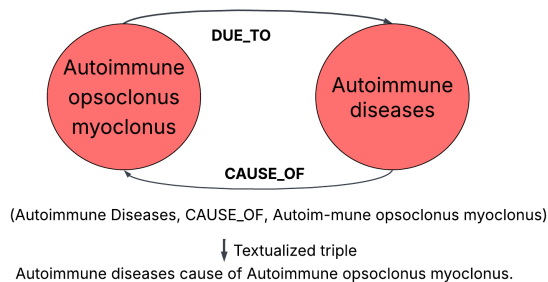 DUE_TO
Autoimmune
opsoclonus
myoclonus
Autoimmune
diseases
CAUSE_OF
(Autoimmune Diseases, CAUSE_OF, Autoim-mune opsoclonus myoclonus)
Textualized triple
Autoimmune diseases cause of Autoimmune opsoclonus myoclonus.